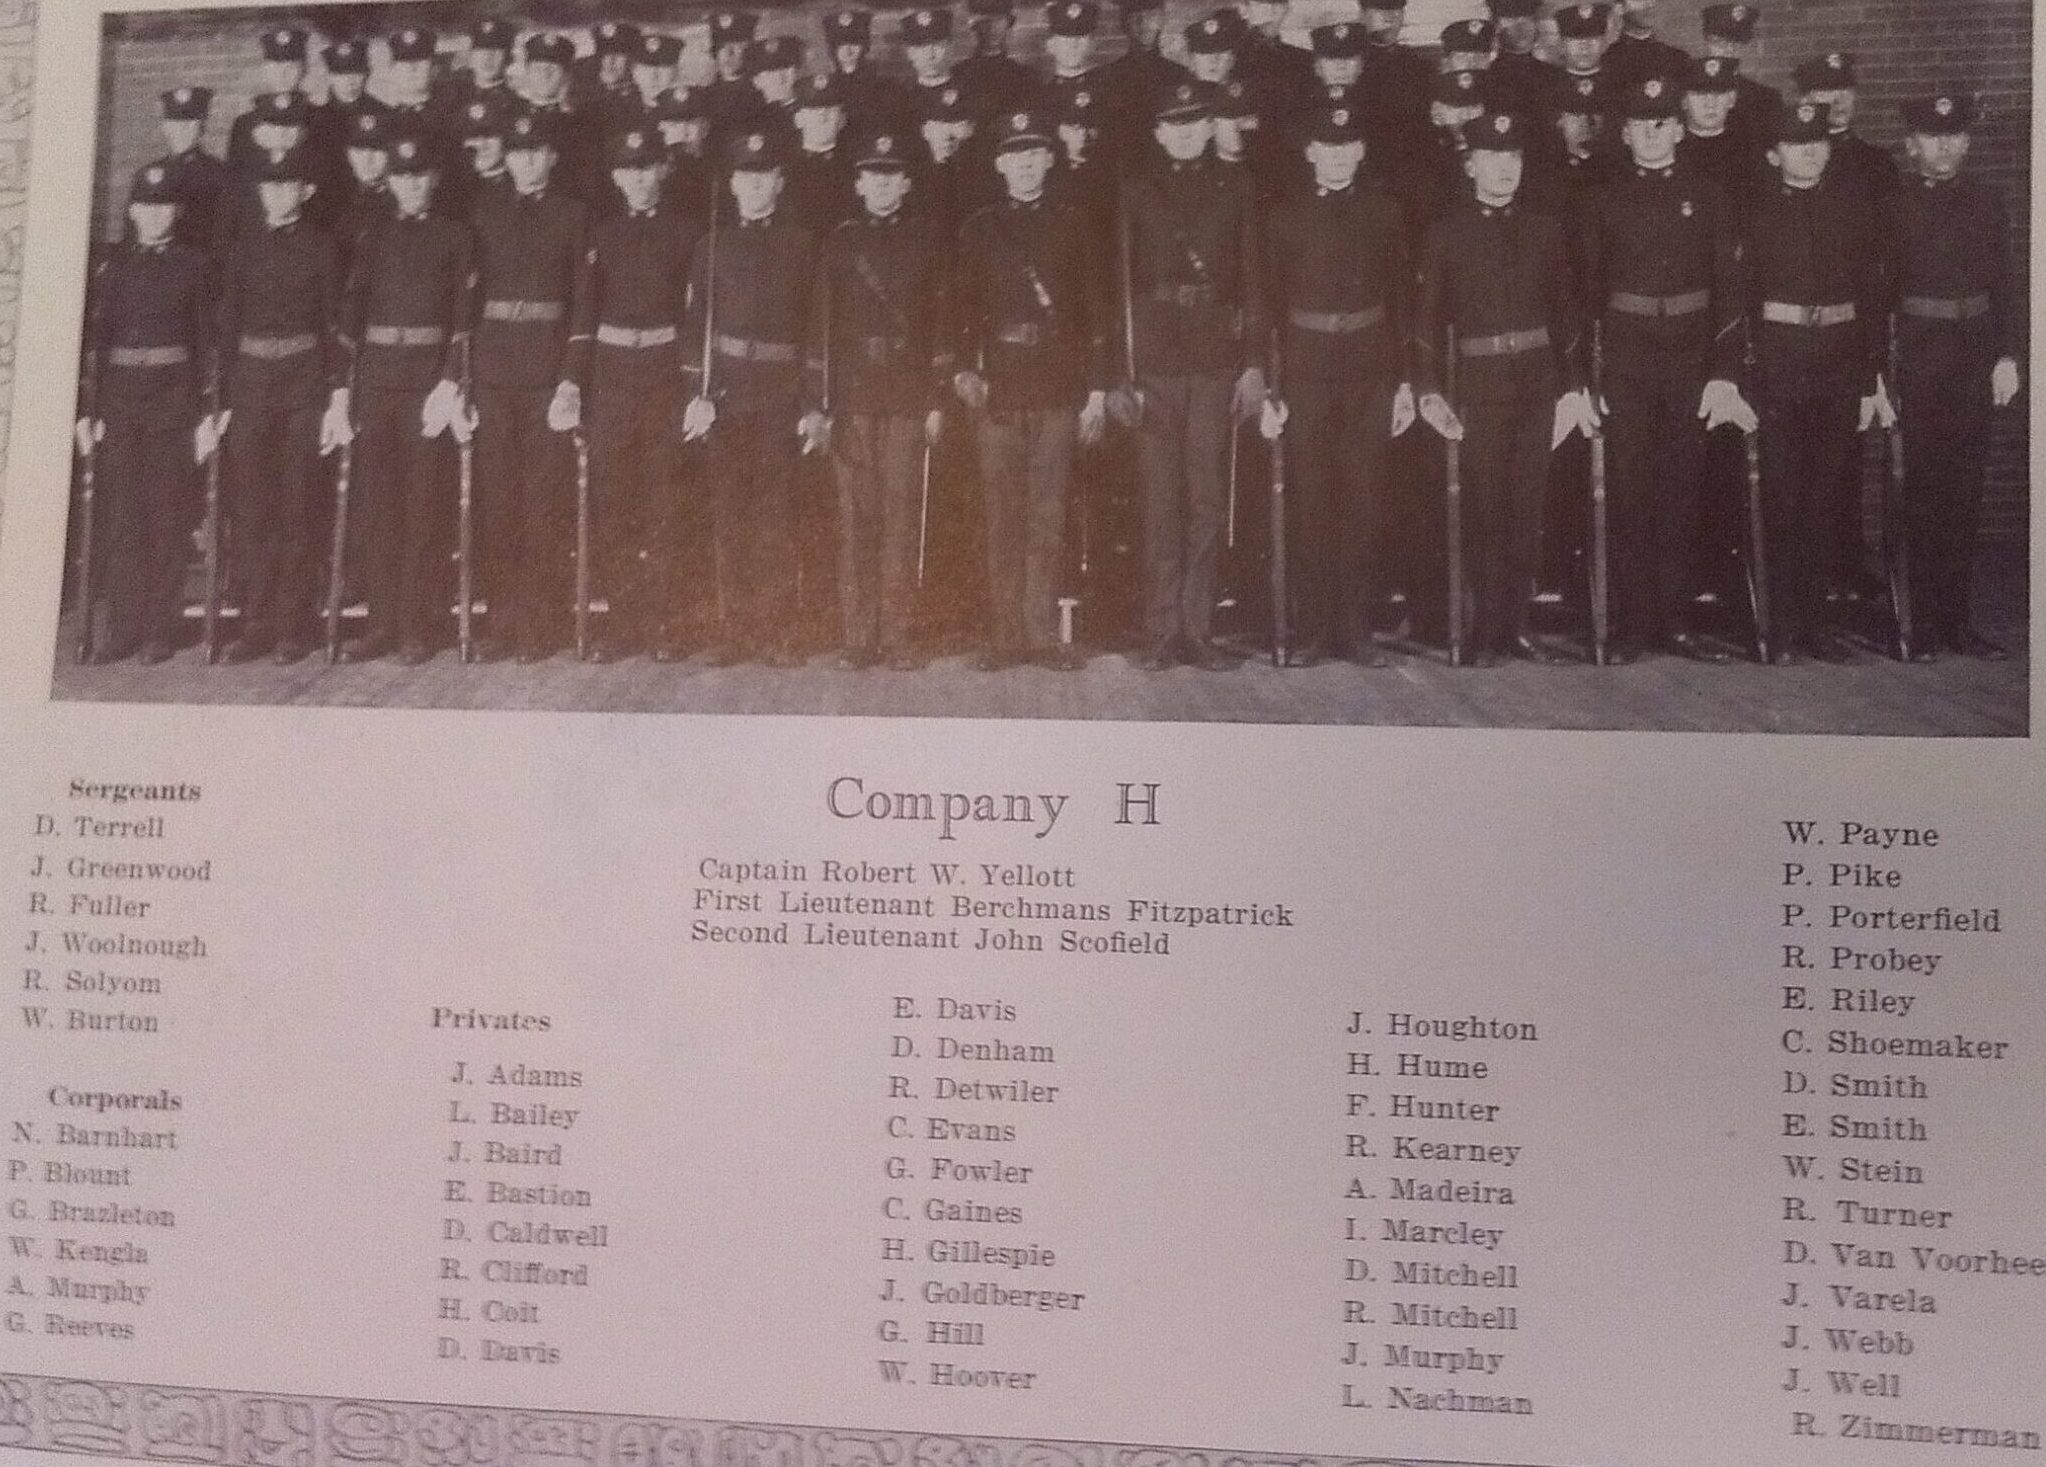 Company H
Captain Robert W. Yellott
First Lieutenant Berchmans Fitzpatrick
Second Lieutenant John Scofield
Sergeants
D. Terrell
J. Greenwood
R. Fuller
J. Woolnough
R. Solyom
W. Burton
Corporals
N. Barnhart
P. Blount
G. Brazleton
W. Kengla
A. Murphy
G. Reeves
Privates
J. Adams
L. Bailey
J. Baird
E. Bastion
D. Caldwell
R. Clifford
H. Coit
D. Davis
E. Davis
D. Denham
R. Detwiler
C. Evans
G. Fowler
C. Gaines
H. Gillespie
J. Goldberger
G. Hill
W. Hoover
J. Houghton
H. Hume
F. Hunter
R. Kearney
A. Madeira
I. Marcley
D. Mitchell
R. Mitchell
J. Murphy
L. Nachman
W. Payne
P. Pike
P. Porterfield
R. Probey
E. Riley
C. Shoemaker
D. Smith
E. Smith
W. Stein
R. Turner
D. Van Voorhee
J. Varela
J. Webb
J. Well
R. Zimmerman